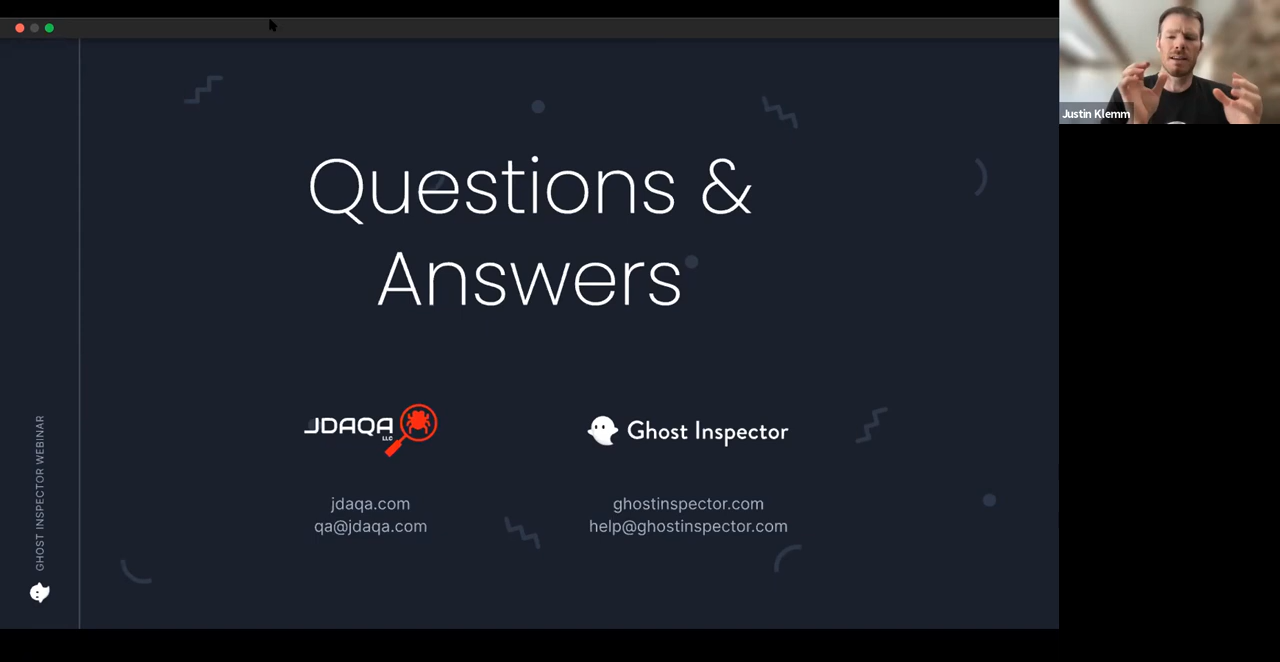 Justin Klemm
Questions &
Answers
JDAQA
LLC
Ghost Inspector
jdaqa.com
qa@jdaqa.com
ghostinspector.com
help@ghostinspector.com
GHOST INSPECTOR WEBINAR